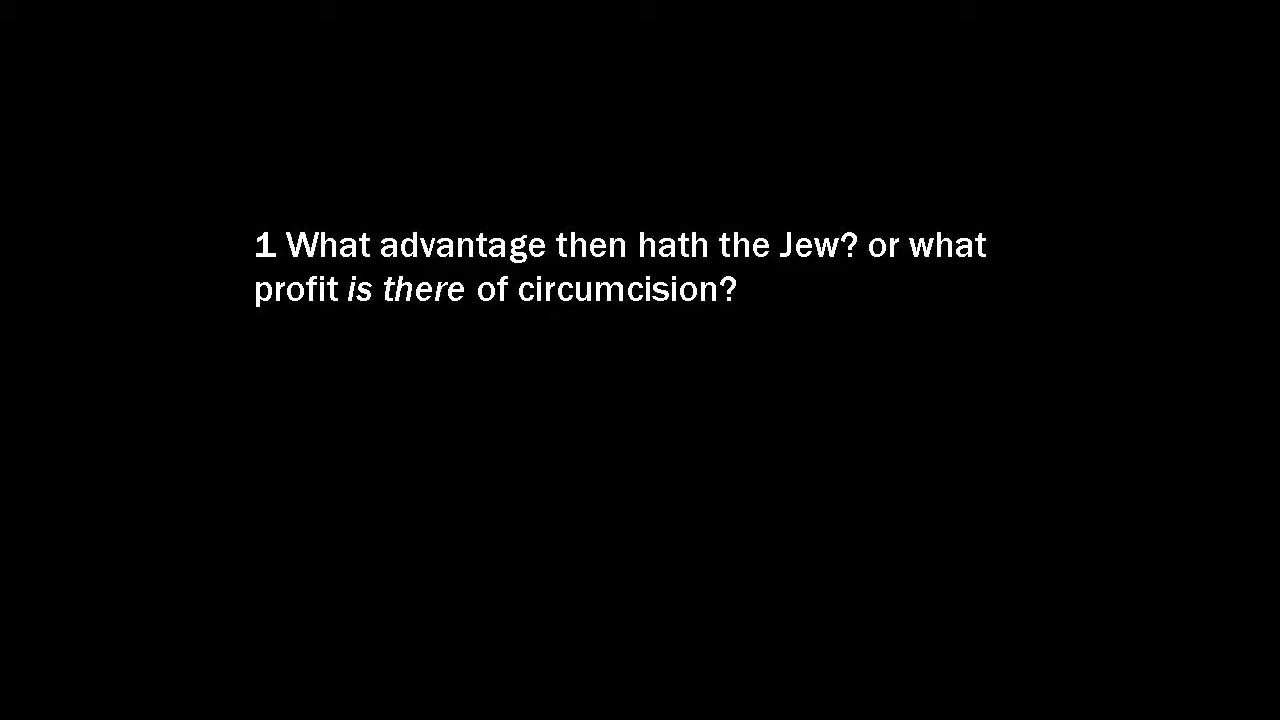 1 What advantage then hath the Jew? or what
profit is there of circumcision?